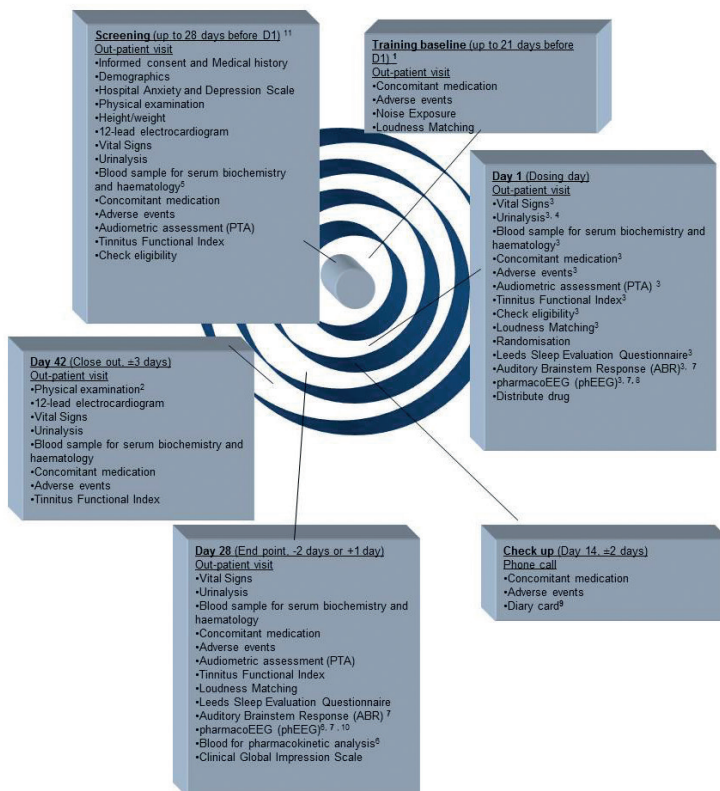 Screening (up to 28 days before D1) 11
Out-patient visit
•Informed consent and Medical history
•Demographics
•Hospital Anxiety and Depression Scale
•Physical examination
•Height/weight
•12-lead electrocardiogram
•Vital Signs
•Urinalysis
•Blood sample for serum biochemistry
and haematology5
•Concomitant medication
•Adverse events
•Audiometric assessment (PTA)
•Tinnitus Functional Index
•Check eligibility
Training baseline (up to 21 days before
D1) 1
Out-patient visit
•Concomitant medication
•Adverse events
•Noise Exposure
•Loudness Matching
Day 1 (Dosing day)
Out-patient visit
•Vital Signs3
•Urinalysis3, 4
•Blood sample for serum biochemistry and
haematology3
•Concomitant medication3
•Adverse events3
•Audiometric assessment (PTA) 3
•Tinnitus Functional Index3
•Check eligibility3
•Loudness Matching3
•Randomisation
•Leeds Sleep Evaluation Questionnaire3
•Auditory Brainstem Response (ABR)3, 7
•pharmacoEEG (phEEG)3, 7, 8
•Distribute drug
Day 42 (Close out, ±3 days)
Out-patient visit
•Physical examination2
•12-lead electrocardiogram
•Vital Signs
•Urinalysis
•Blood sample for serum biochemistry and
haematology
•Concomitant medication
•Adverse events
•Tinnitus Functional Index
Day 28 (End point, -2 days or +1 day)
Out-patient visit
•Vital Signs
•Urinalysis
•Blood sample for serum biochemistry and
haematology
•Concomitant medication
•Adverse events
•Audiometric assessment (PTA)
•Tinnitus Functional Index
•Loudness Matching
•Leeds Sleep Evaluation Questionnaire
•Auditory Brainstem Response (ABR) 7
•pharmacoEEG (phEEG)6, 7, 10
•Blood for pharmacokinetic analysis6
•Clinical Global Impression Scale
Check up (Day 14, ±2 days)
Phone call
•Concomitant medication
•Adverse events
•Diary card9